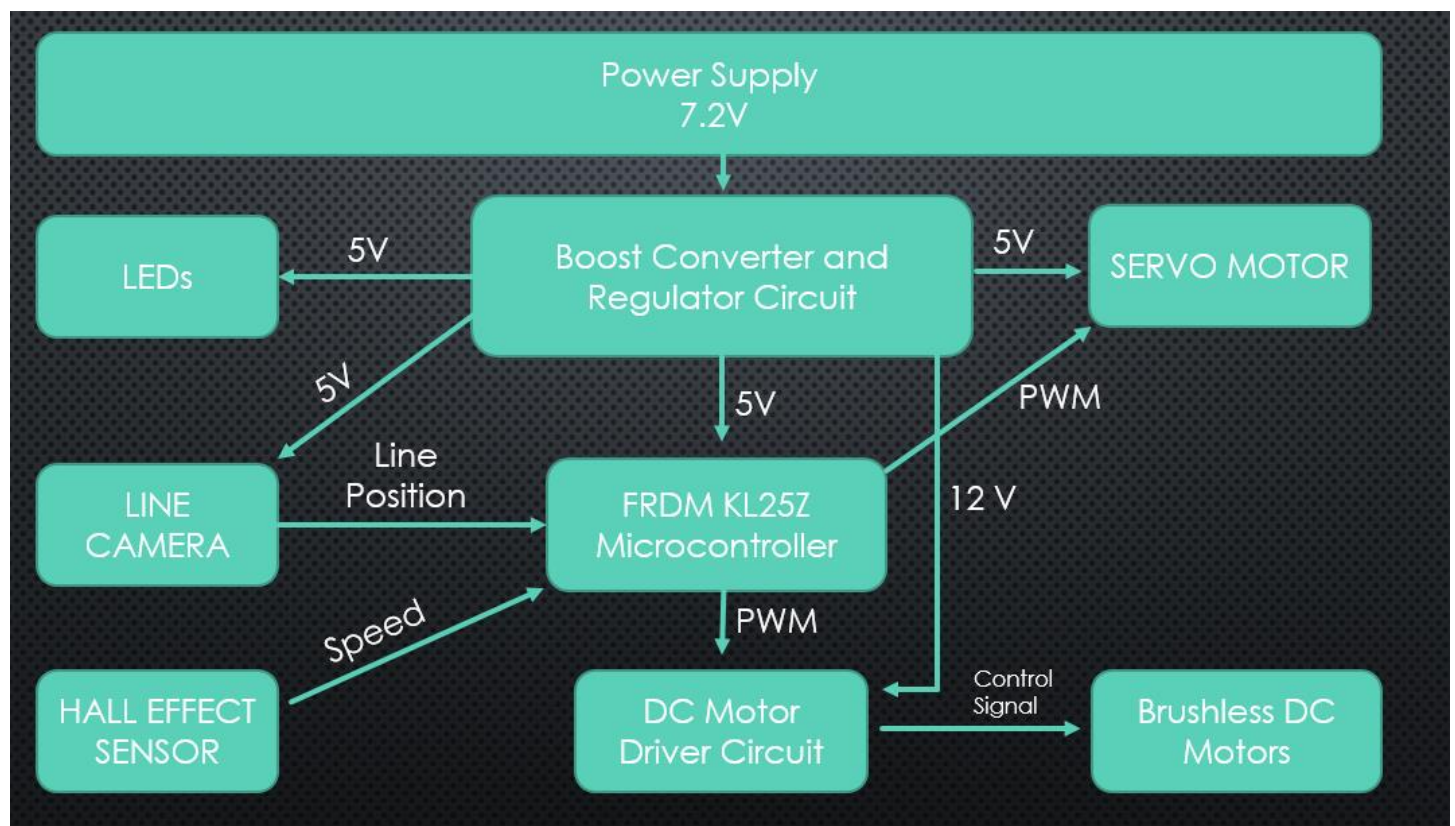 Power Supply
7.2V
LEDs
5V
Boost Converter and
Regulator Circuit
5V
SERVO MOTOR
5V
5V
PWM
Line
Position
LINE
CAMERA
FRDM KL25Z
Microcontroller
12 V
Speed
PWM
HALL EFFECT
SENSOR
DC Motor
Driver Circuit
Control
Signal
Brushless DC
Motors